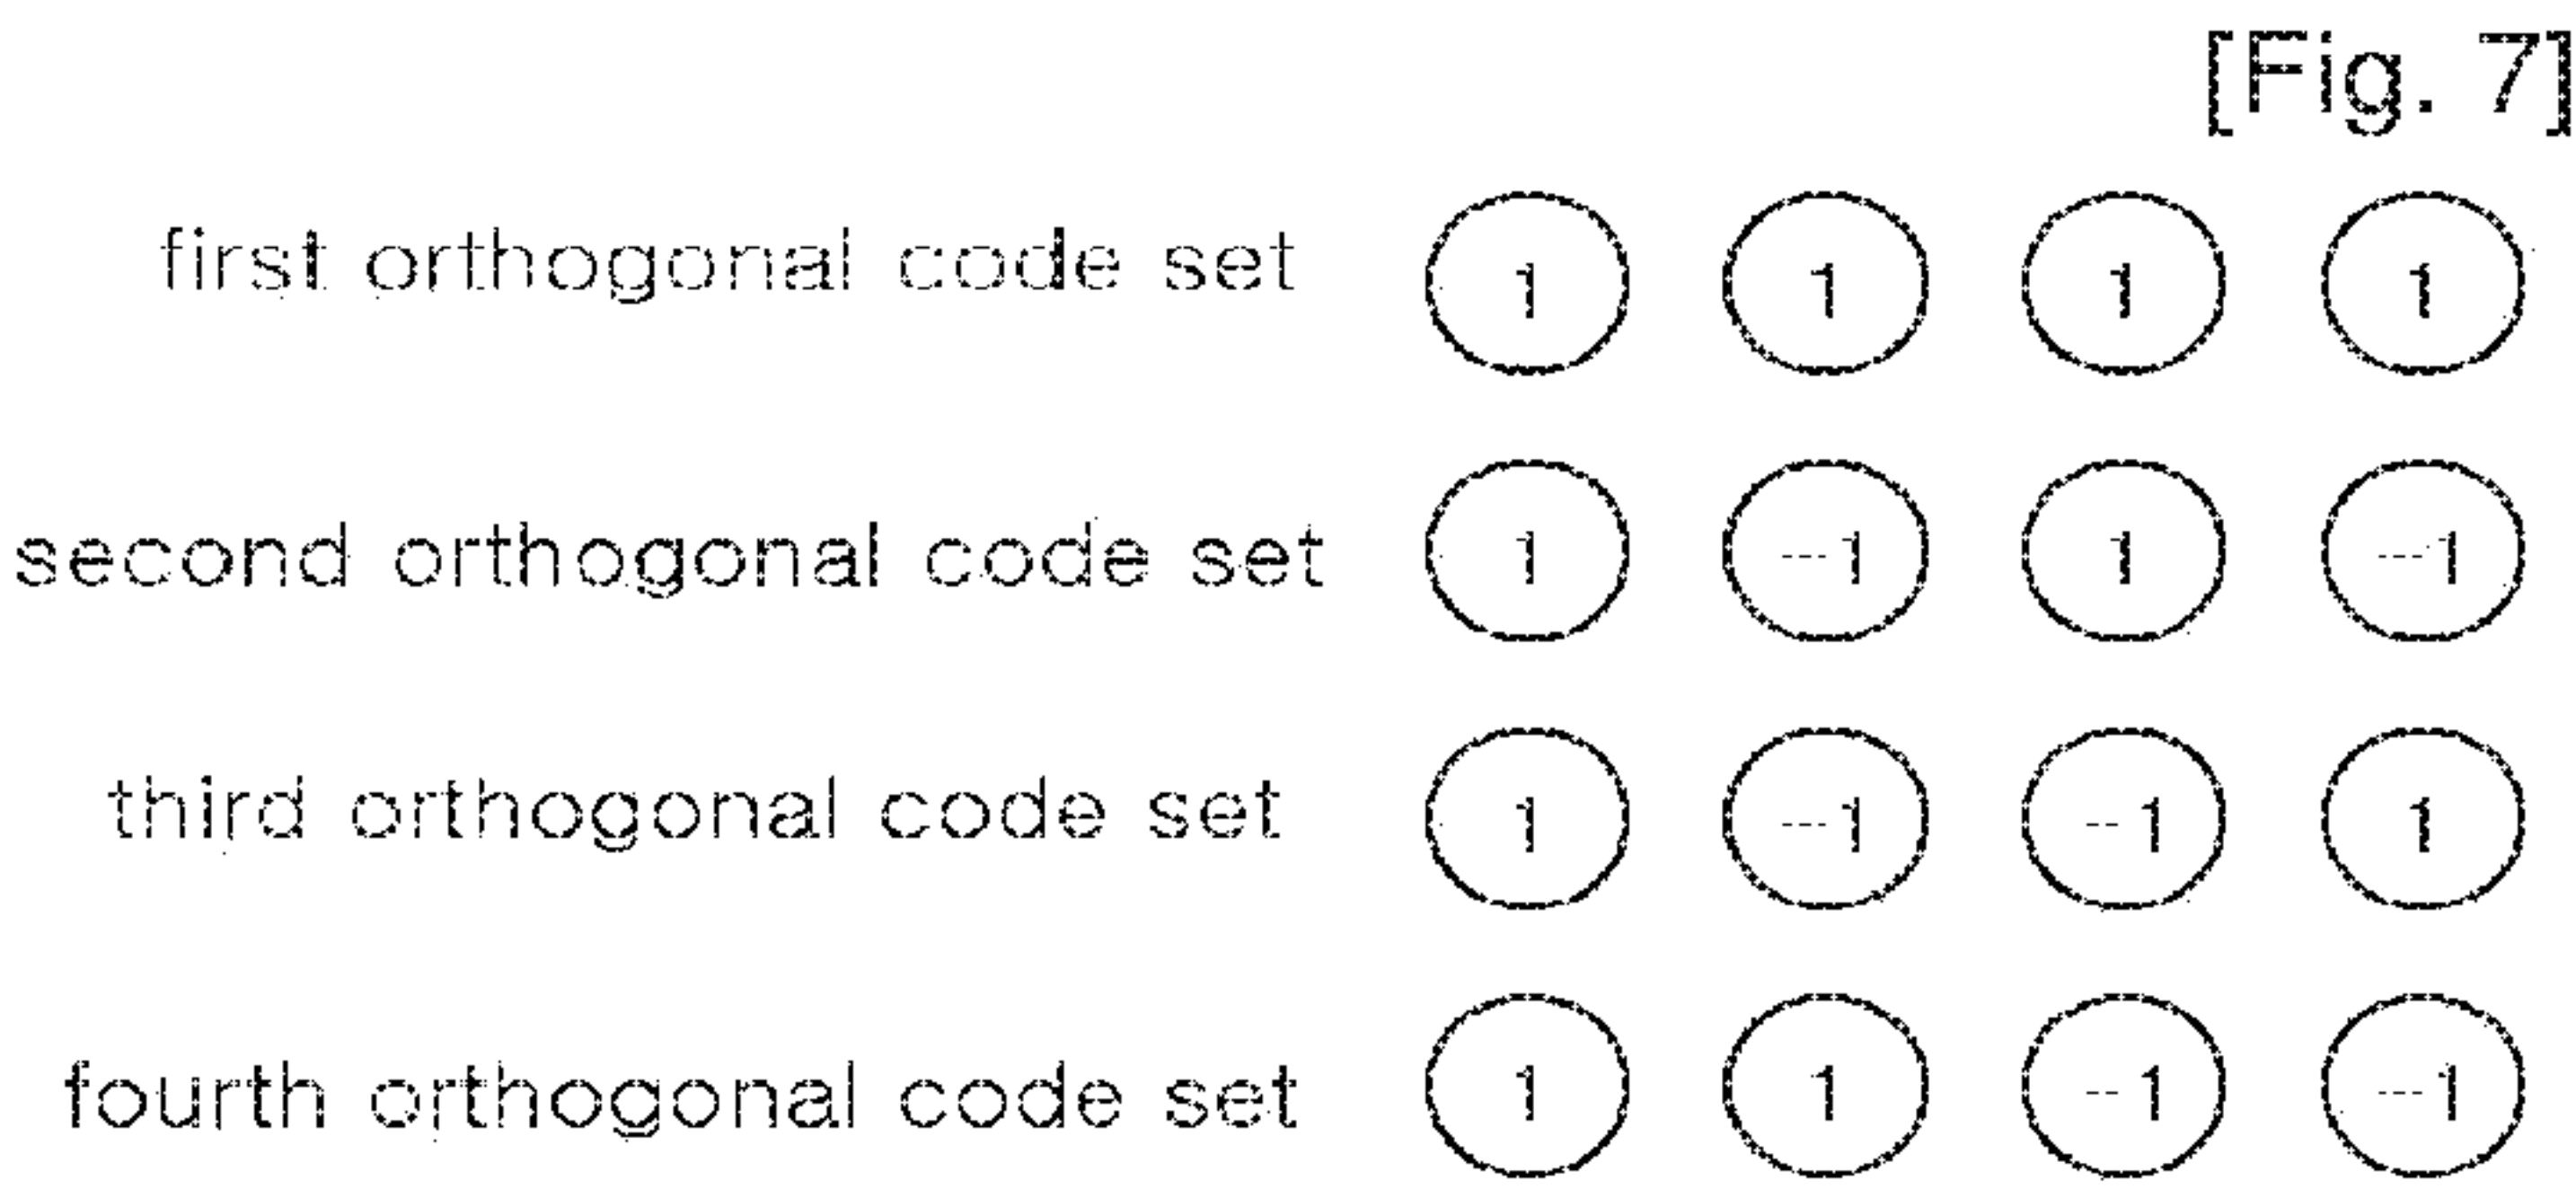 [Fig. 7]
first orthogonal code set 1 1 1 1
second orthogonal code set 1 -1 1 -1
third orthogonal code set 1 -1 -1 1
fourth orthogonal code set 1 1 -1 -1